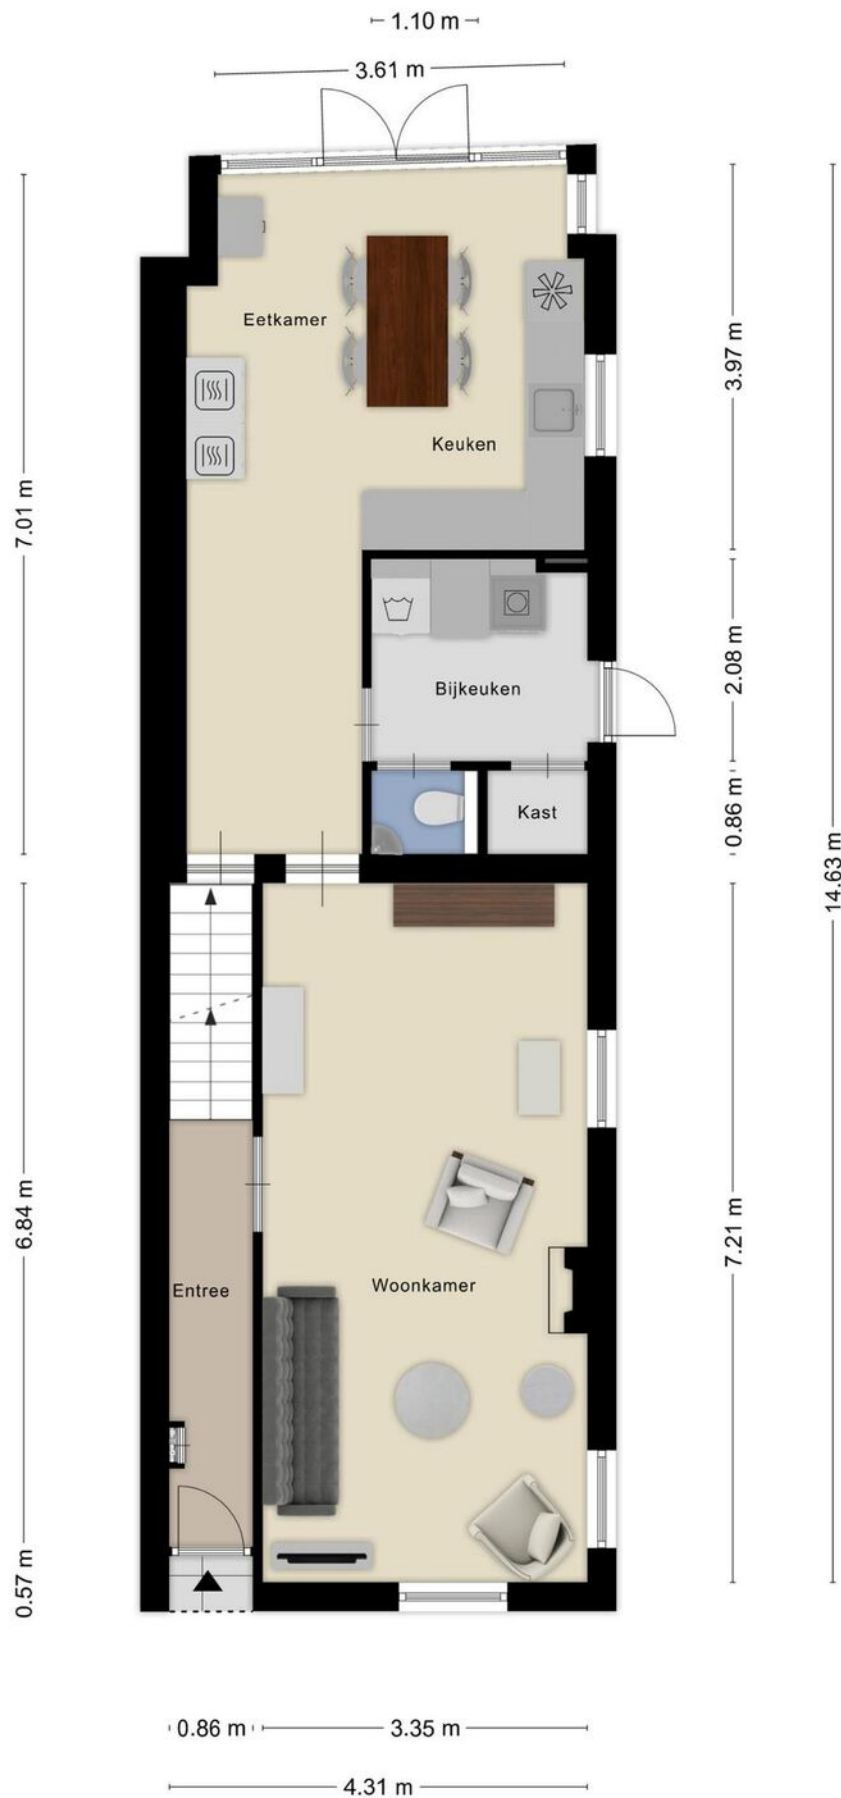 1.10 m
3.61 m
Eetkamer
3.97 m
Keuken
7.01 m
2.08 m
Bijkeuken
0.86 m
Kast
14.63 m
6.84 m
7.21 m
Entree
Woonkamer
0.57 m
0.86 m
3.35 m
4.31 m